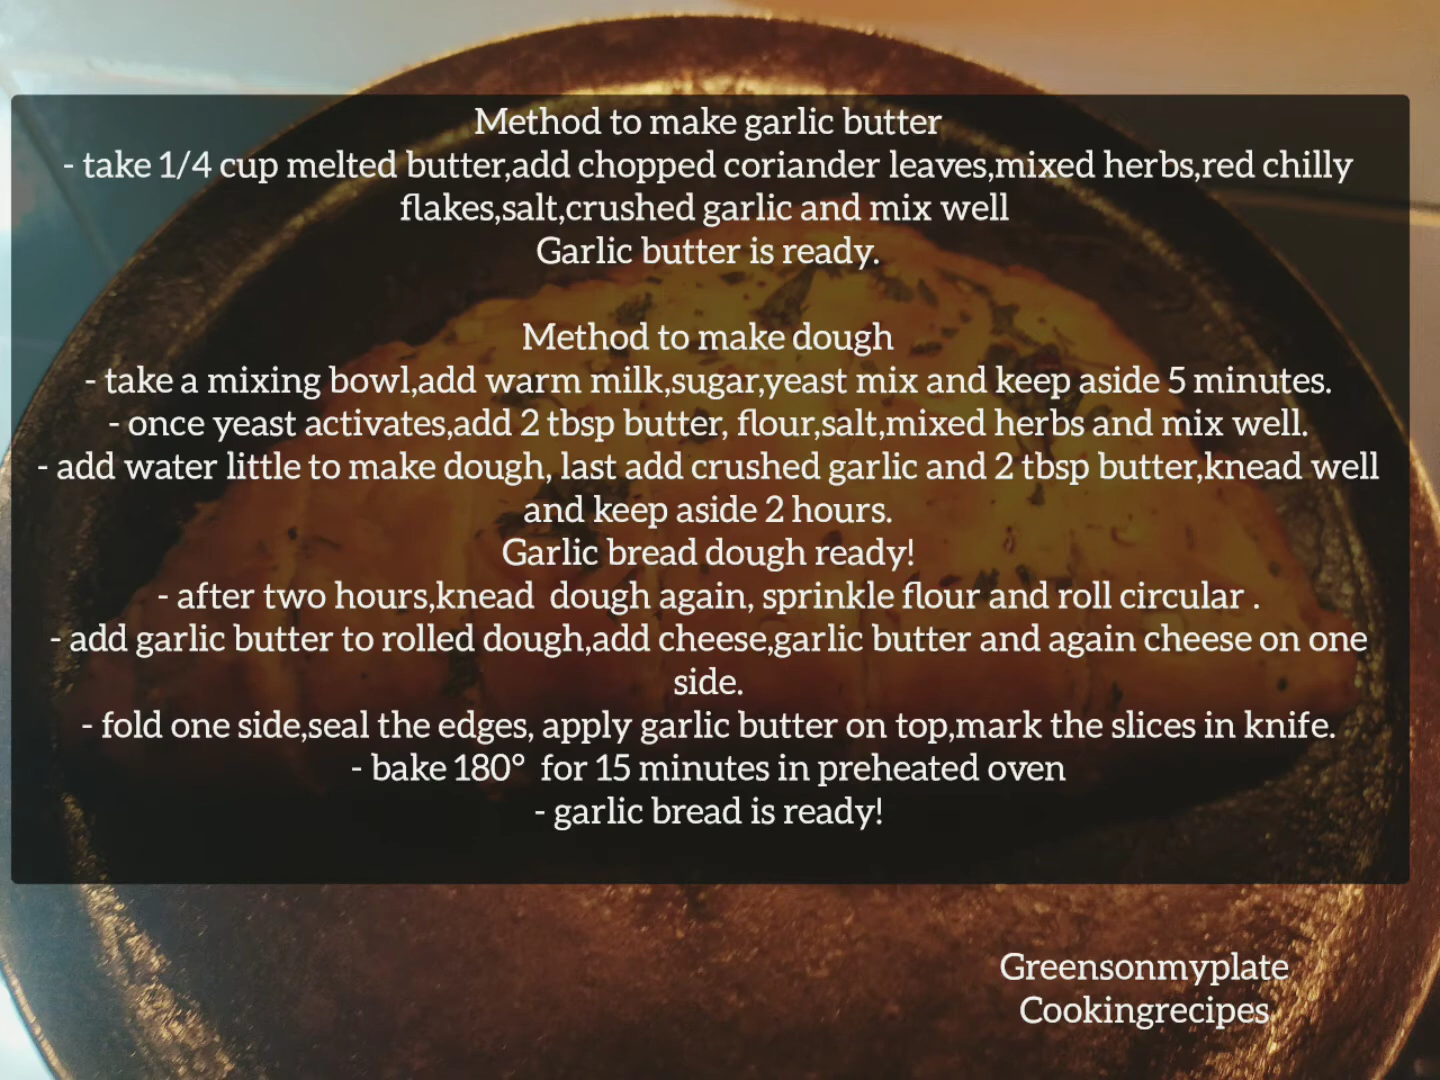 Method to make garlic butter
- take 1/4 cup melted butter,add chopped coriander leaves,mixed herbs,red chilly
flakes,salt,crushed garlic and mix well
Garlic butter is ready.
Method to make dough
- take a mixing bowl,add warm milk,sugar,yeast mix and keep aside 5 minutes.
- once yeast activates,add 2 tbsp butter, flour,salt,mixed herbs and mix well.
- add water little to make dough, last add crushed garlic and 2 tbsp butter,knead well
and keep aside 2 hours.
Garlic bread dough ready!
- after two hours,knead  dough again, sprinkle flour and roll circular .
- add garlic butter to rolled dough,add cheese,garlic butter and again cheese on one
side.
- fold one side,seal the edges, apply garlic butter on top,mark the slices in knife.
- bake 180°  for 15 minutes in preheated oven
- garlic bread is ready!
Greensonmyplate
Cookingrecipes